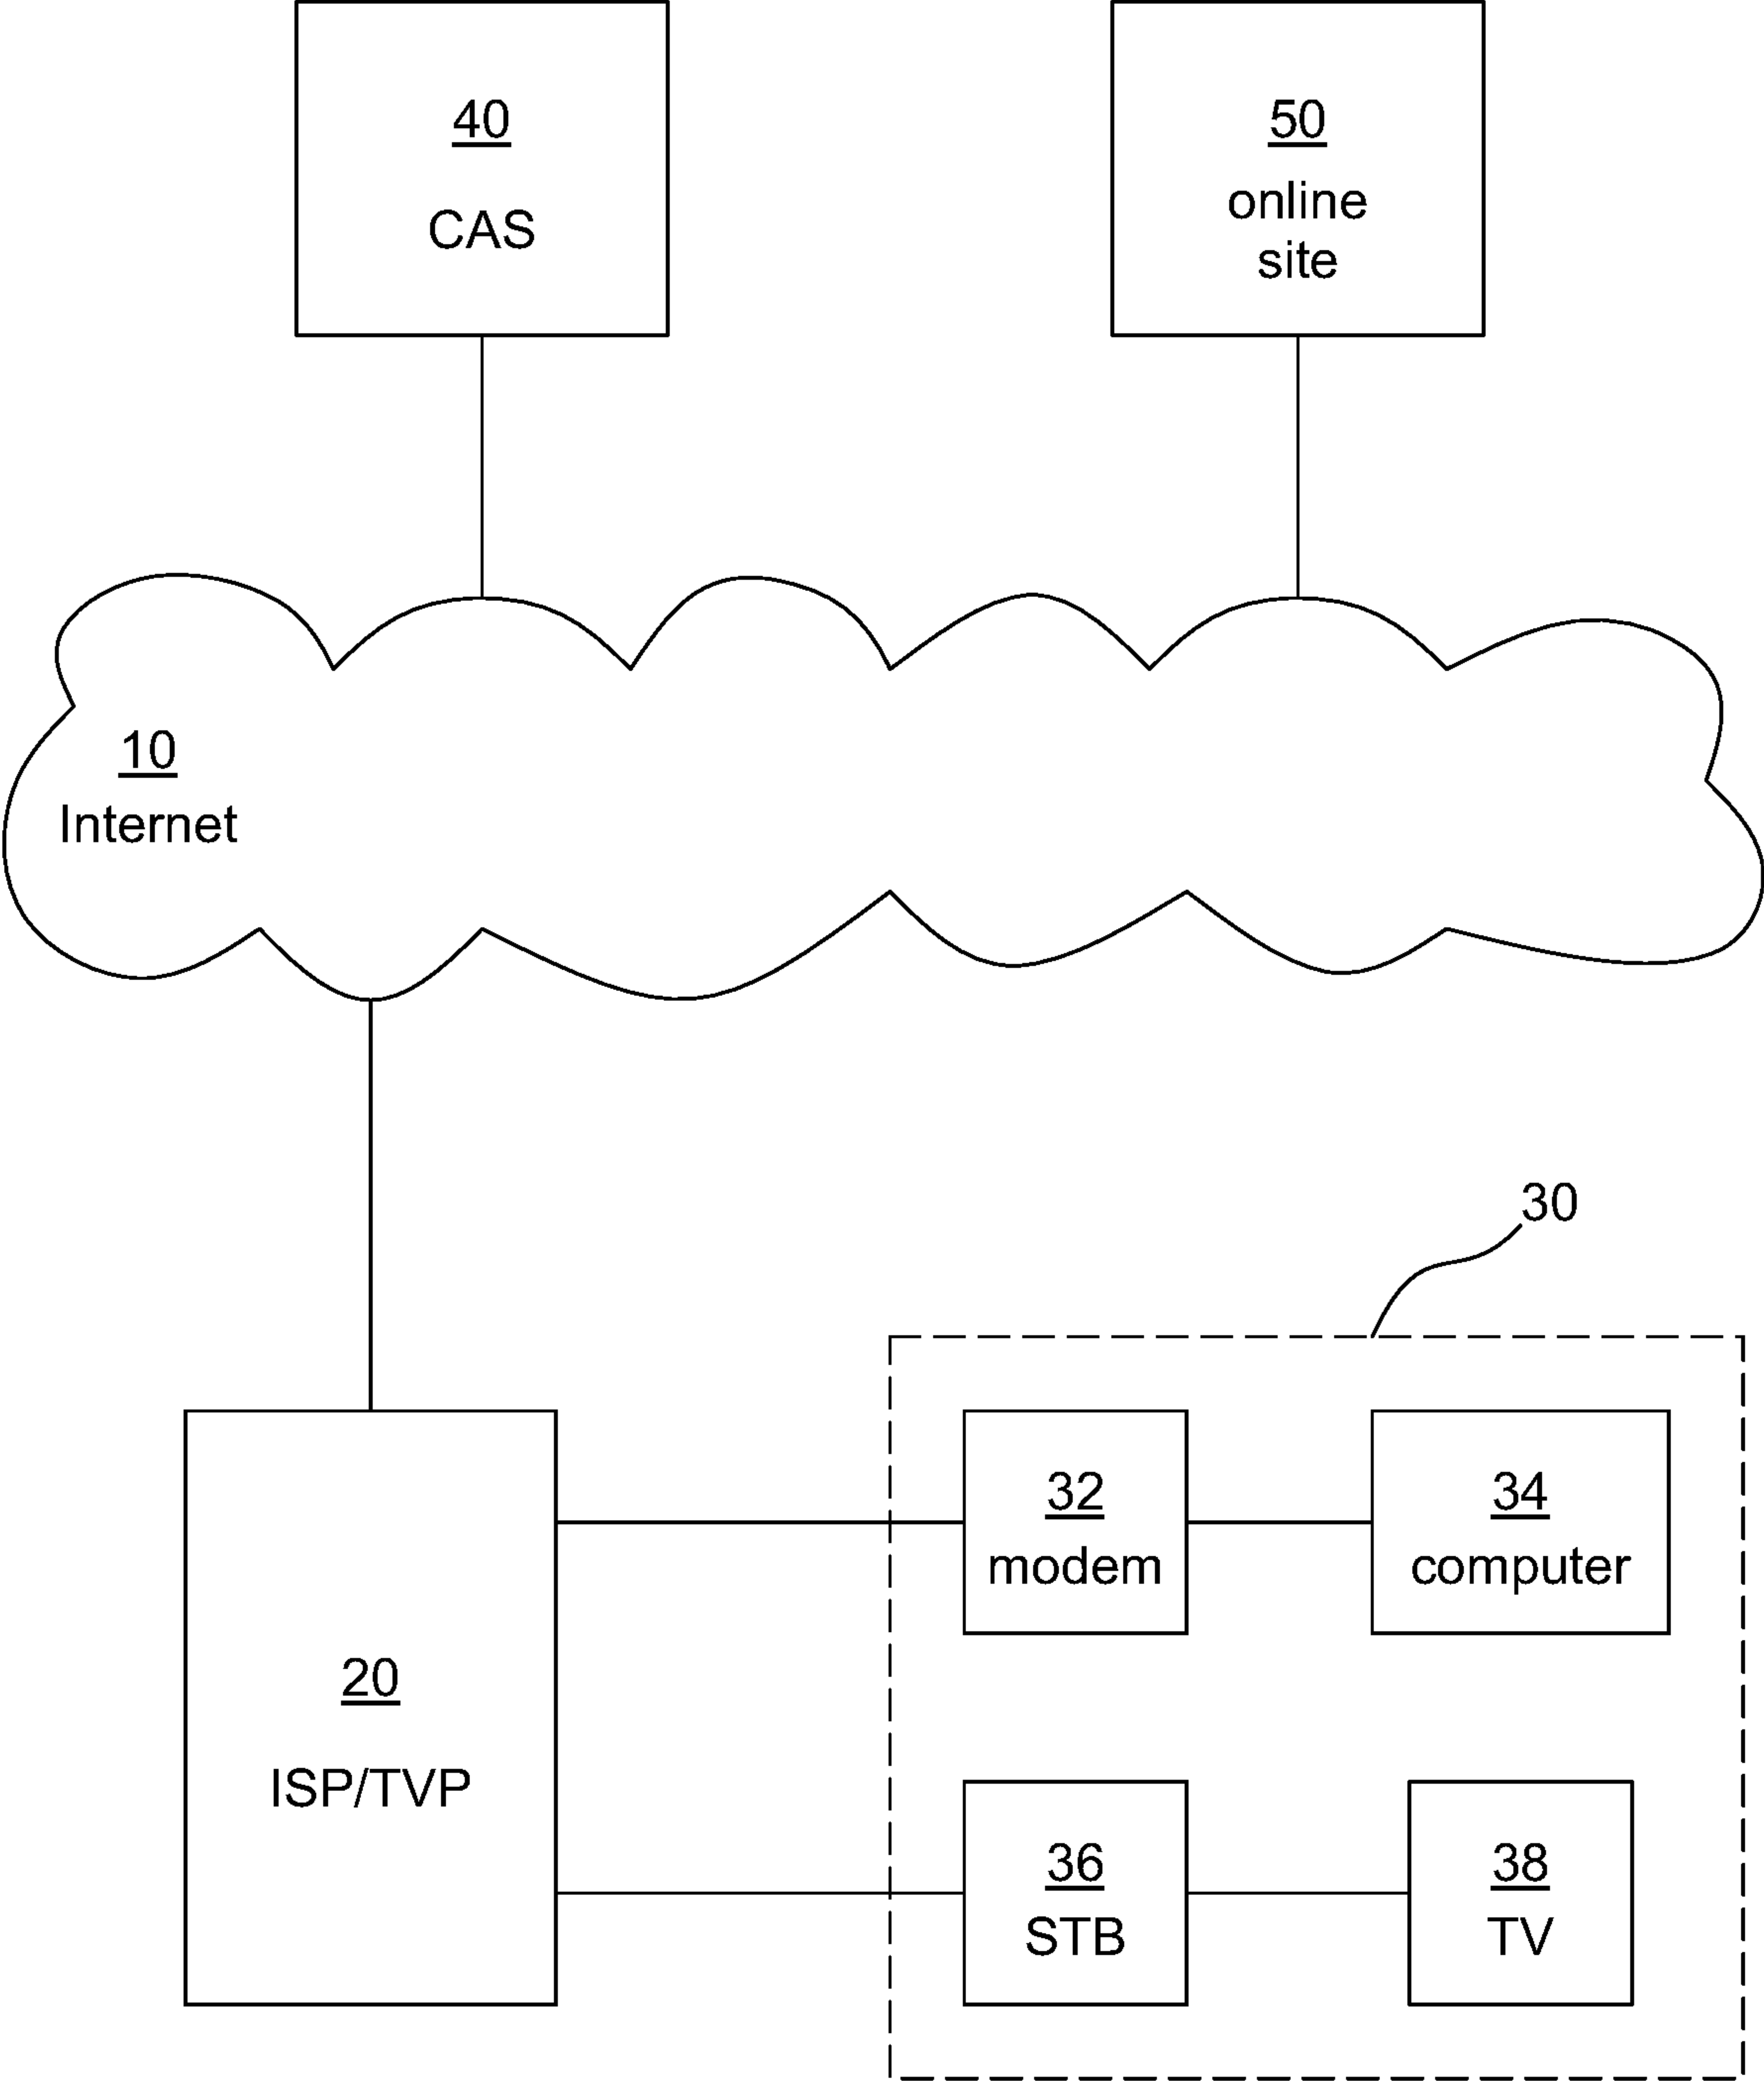 40
CAS
50
online
site
10
Internet
30
32
modem
34
computer
20
ISP/TVP
36
STB
38
TV